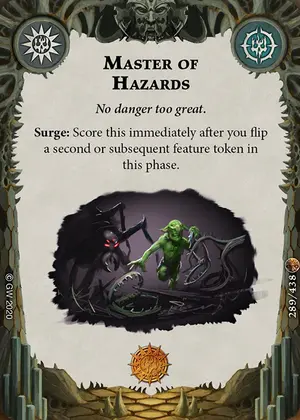 MASTER OF
HAZARDS
No danger too great.
Surge: Score this immediately after you flip
a second or subsequent feature token in
this phase.
© GW 2020
289/438